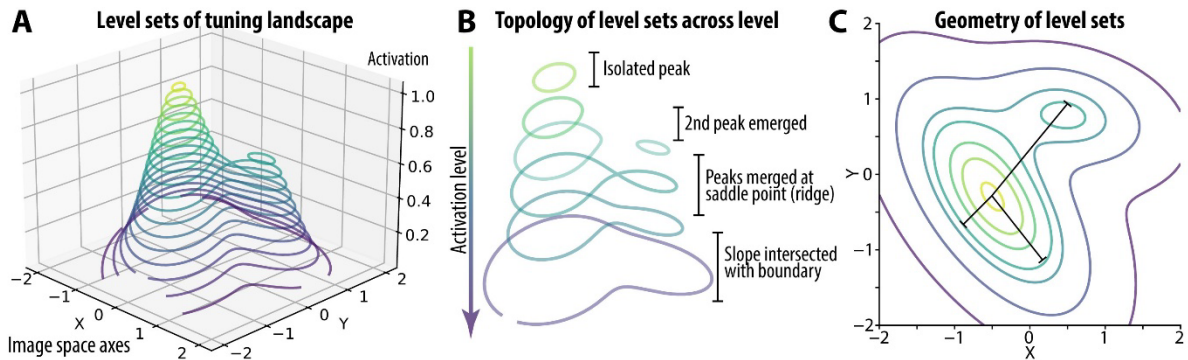 A
Level sets of tuning landscape
Activation
1.0
0.8
0.6
0.4
0.2
−2
−1
0
1
2
X
−2
−1
0
1
2
Y
Image space axes
B
Topology of level sets across level
Activation level
Isolated peak
2nd peak emerged
Peaks merged at
saddle point (ridge)
Slope intersected
with boundary
C
Geometry of level sets
2
1
0
−1
−2
Y
−2
−1
0
1
2
X